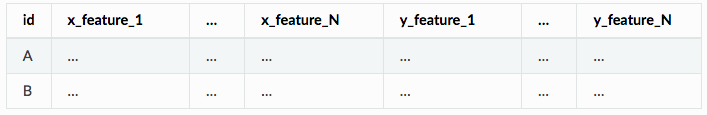 id x_feature_1 ... x_feature_N y_feature_1 ... y_feature_N
A ... ... ... ... ... ...
B ... ... ... ... ... ...